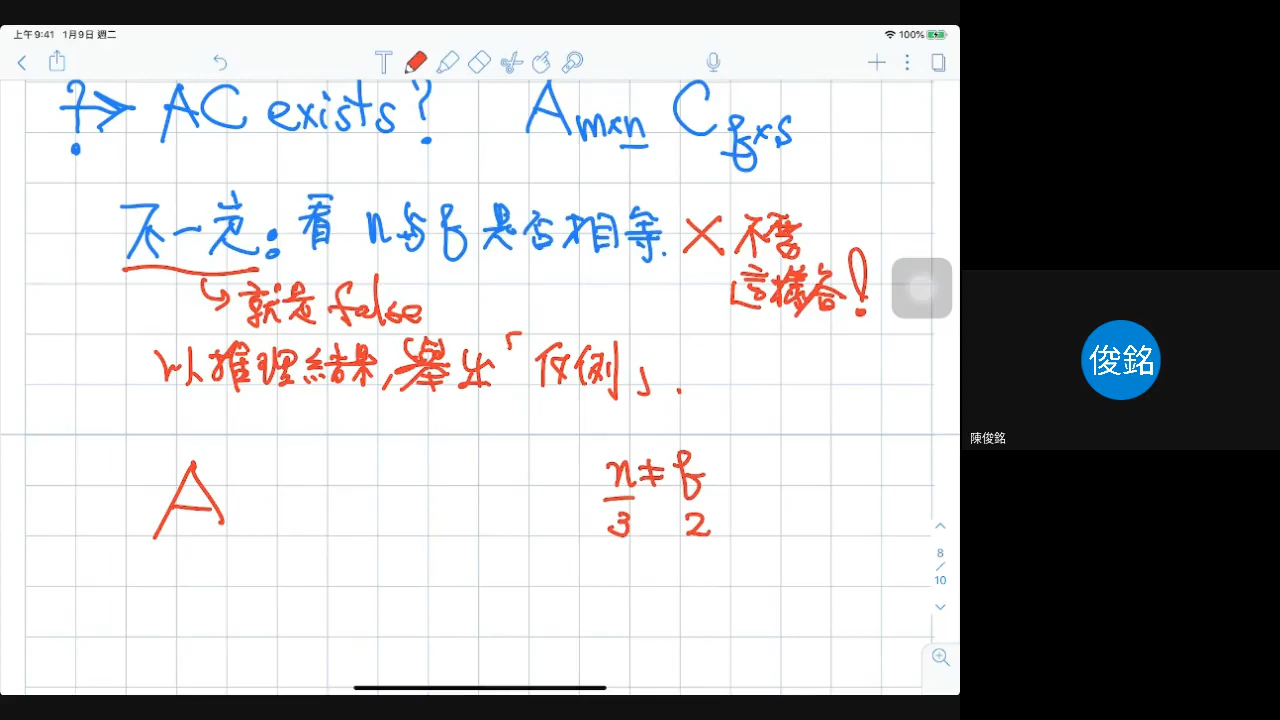 上午9:41 1月9日 週二
100%
T
? ⇒ AC exists? A m×n C q×s
不一定: 看 n与q 是否相等. × 不要
這樣答!
↳ 就是 false
以推理結果,舉出「反例」.
A n≠q
3 2
8
/
10
俊銘
陳俊銘